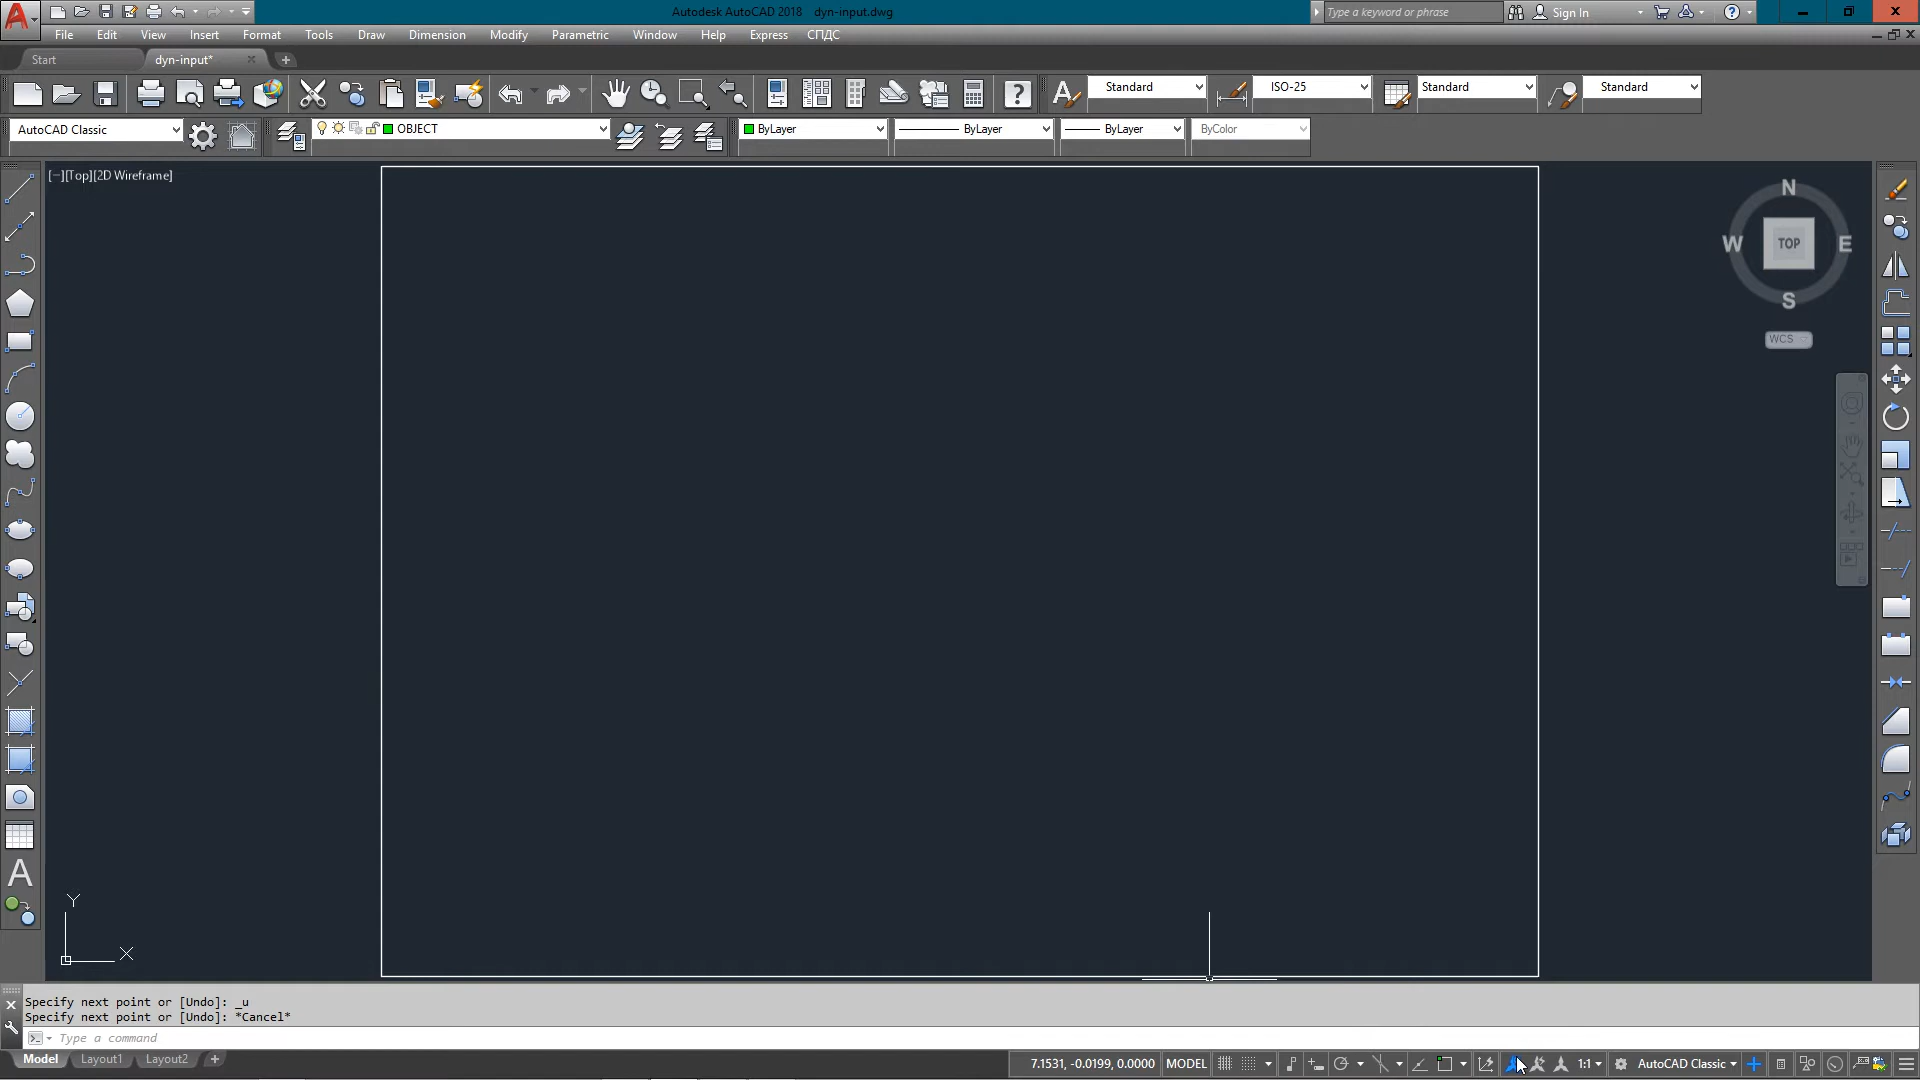 Autodesk AutoCAD 2018 dyn-input.dwg
Type a keyword or phrase
Sign In
File Edit View Insert Format Tools Draw Dimension Modify Parametric Window Help Express СПДС
Start dyn-input*
Standard ISO-25 Standard Standard
AutoCAD Classic OBJECT ByLayer ByLayer ByLayer ByColor
[−][Top][2D Wireframe]
N
W TOP E
S
WCS
A
Y
X
Specify next point or [Undo]: _u
Specify next point or [Undo]: *Cancel*
Type a command
Model Layout1 Layout2
7.1531, -0.0199, 0.0000 MODEL 1:1 AutoCAD Classic